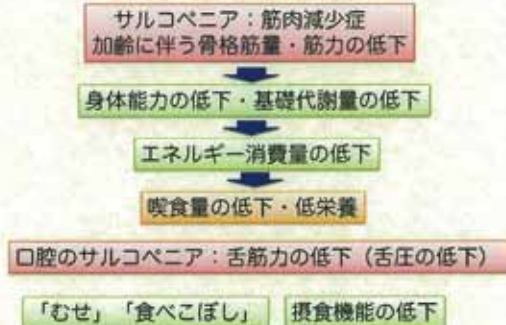 サルコペニア：筋肉減少症
加齢に伴う骨格筋量・筋力の低下
身体能力の低下・基礎代謝量の低下
エネルギー消費量の低下
喫食量の低下・低栄養
口腔のサルコペニア：舌筋力の低下（舌圧の低下）
「むせ」「食べこぼし」 摂食機能の低下